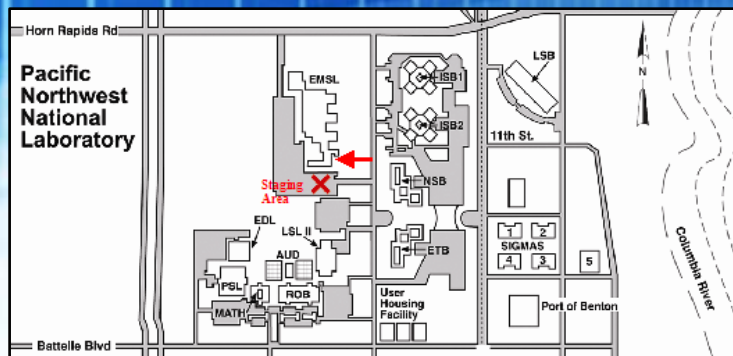 Horn Rapids Rd
Pacific
Northwest
National
Laboratory
EMSL
ISB1
ISB2
LSB
N
11th St.
Staging
Area
NSB
EDL
LSL II
AUD
ETB
1 2
SIGMAS
4 3
5
PSL
ROB
MATH
User
Housing
Facility
Port of Benton
Columbia River
Battelle Blvd